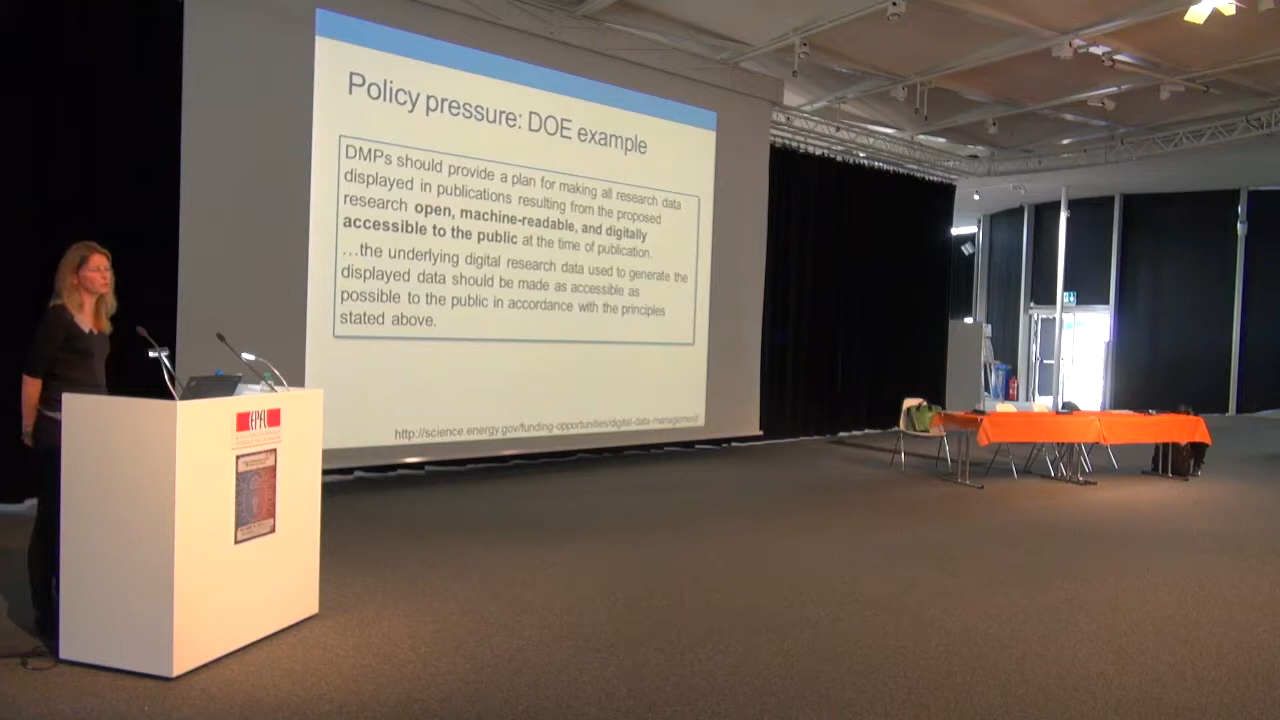 Policy pressure: DOE example
DMPs should provide a plan for making all research data
displayed in publications resulting from the proposed
research open, machine-readable, and digitally
accessible to the public at the time of publication.
…the underlying digital research data used to generate the
displayed data should be made as accessible as
possible to the public in accordance with the principles
stated above.
http://science.energy.gov/funding-opportunities/digital-data-management/
EPFL